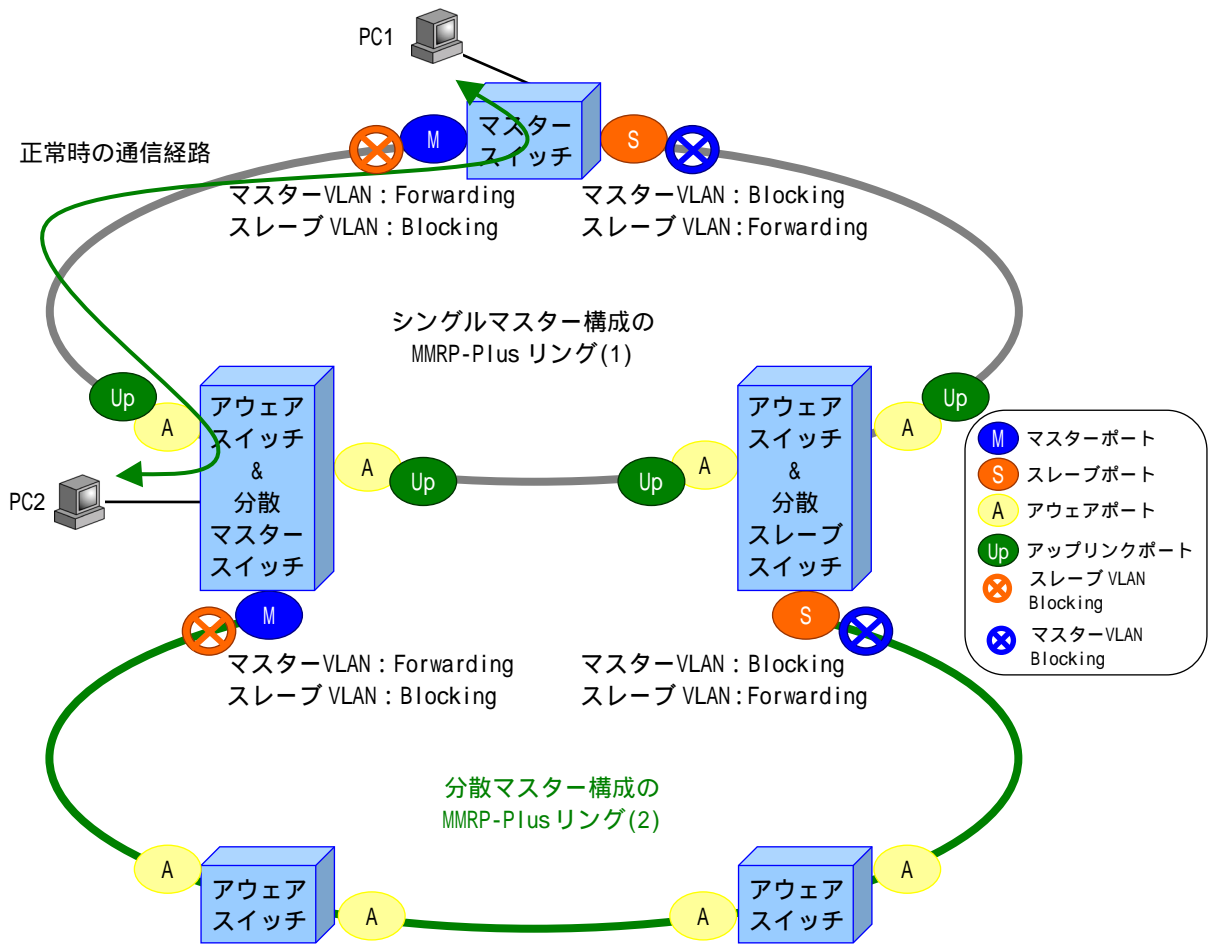 PC1
M
マスター
スイッチ
S
正常時の通信経路
マスターVLAN：Forwarding
スレーブ VLAN：Blocking
マスターVLAN：Blocking
スレーブ VLAN：Forwarding
シングルマスター構成の
MMRP-Plus リング(1)
Up
A
アウェア
スイッチ
&
分散
マスター
スイッチ
A
Up
Up
A
アウェア
スイッチ
&
分散
スレーブ
スイッチ
A
Up
PC2
M マスターポート
S スレーブポート
A アウェアポート
Up アップリンクポート
スレーブ VLAN
Blocking
マスターVLAN
Blocking
M
S
マスターVLAN：Forwarding
スレーブ VLAN：Blocking
マスターVLAN：Blocking
スレーブ VLAN：Forwarding
分散マスター構成の
MMRP-Plusリング(2)
A
アウェア
スイッチ
A
A
アウェア
スイッチ
A